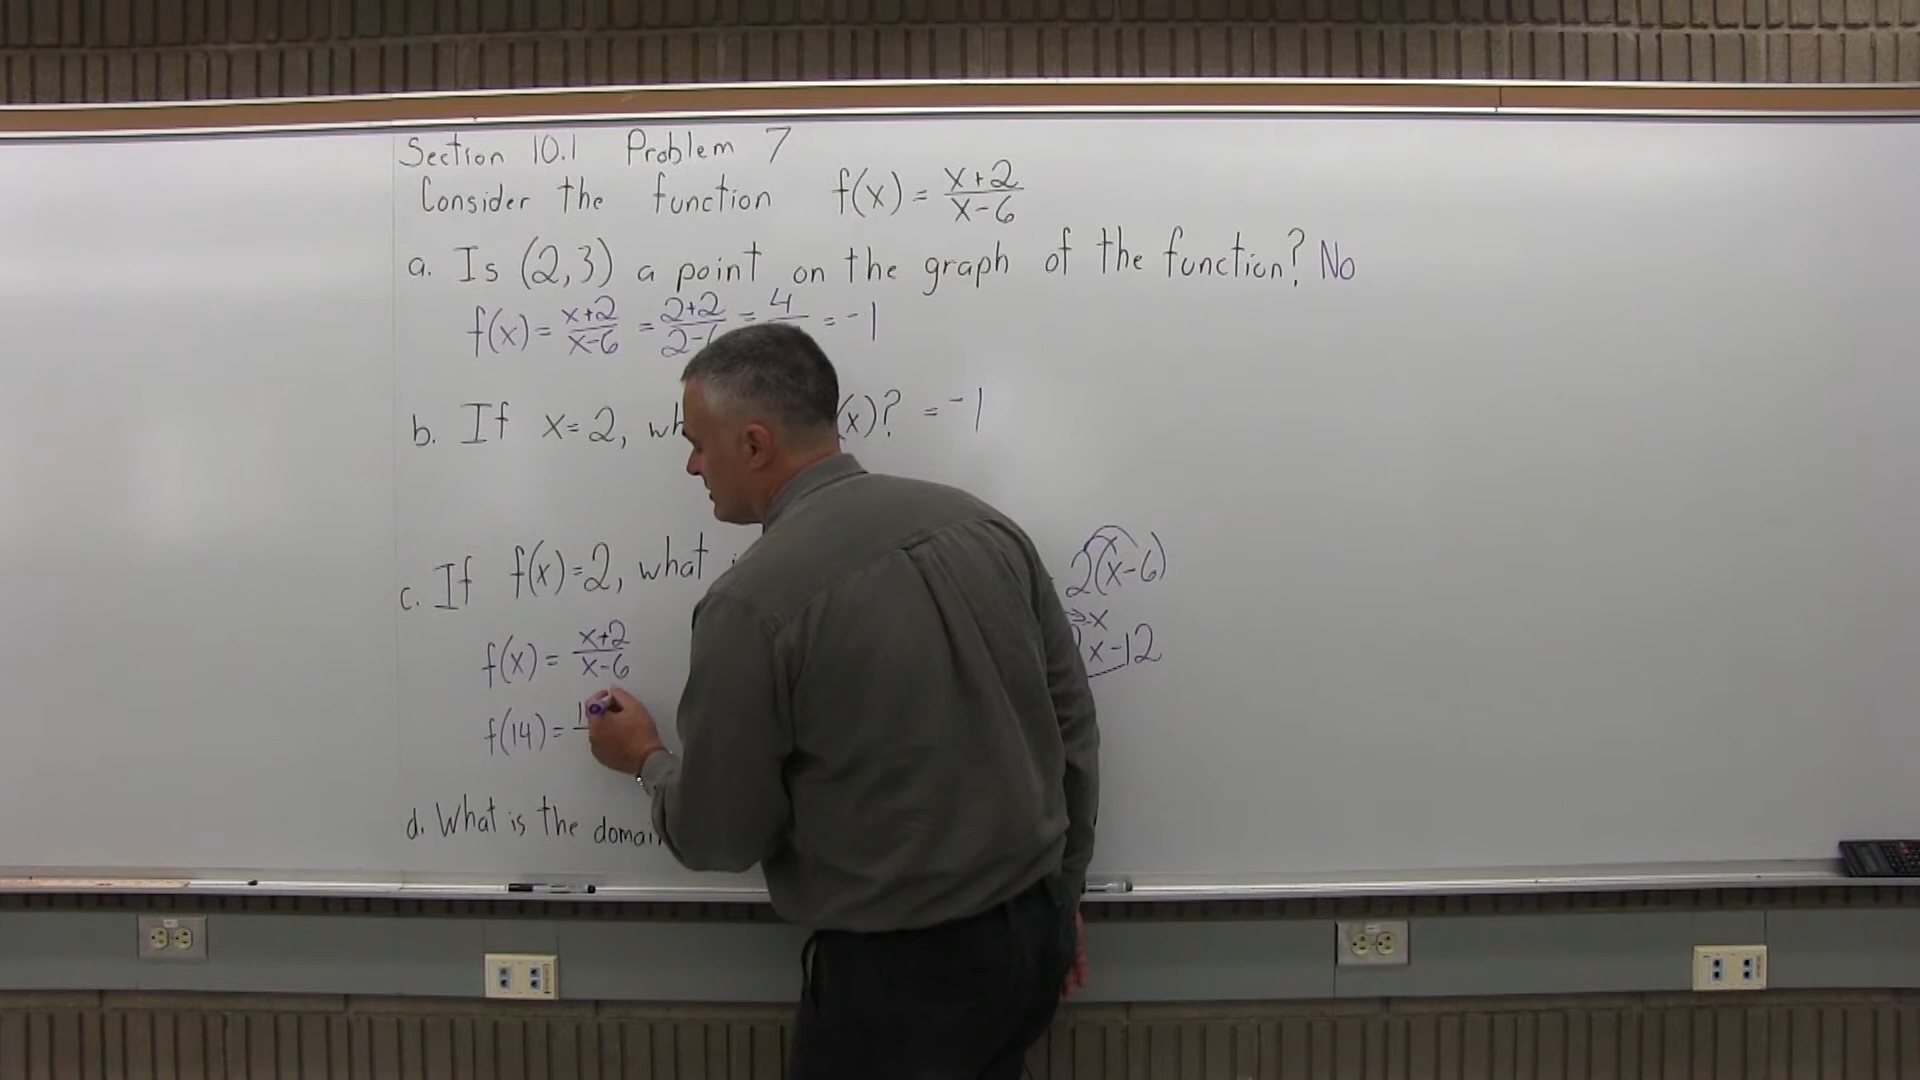 Section 10.1 Problem 7
Consider the function f(x) = x+2 / x-6
a. Is (2,3) a point on the graph of the function? No
f(x) = x+2 / x-6 = 2+2 / 2- = 4 = -1
b. If x=2, (x)? = -1
c. If f(x)=2, what
2(x-6)
-x
x-12
f(x) = x+2 / x-6
f(14) =
d. What is the